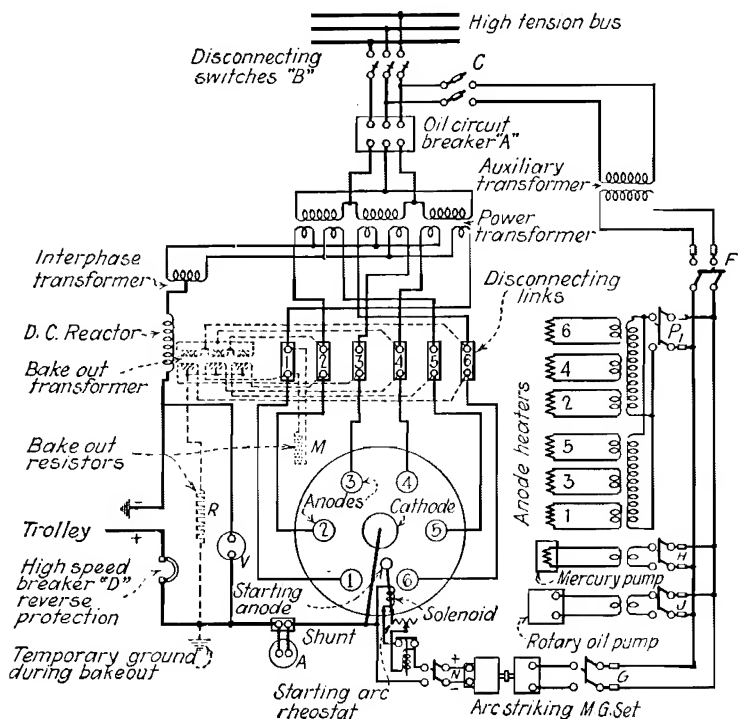 High tension bus
Disconnecting
switches "B"
C
Oil circuit
breaker "A"
Auxiliary
transformer
Power
transformer
Interphase
transformer
F
Disconnecting
links
D.C. Reactor
Bake out
transformer
1
2
3
4
5
6
P1
6
4
2
5
3
1
Anode heaters
Bake out
resistors
M
R
3
4
Anodes
Cathode
2
5
1
6
-
Trolley
+
V
High speed
breaker "D"
reverse
protection
Starting
anode
Solenoid
H
Mercury pump
J
Rotary oil pump
Shunt
A
Temporary ground
during bakeout
Starting arc
rheostat
+
N
-
G
Arc striking M.G. Set